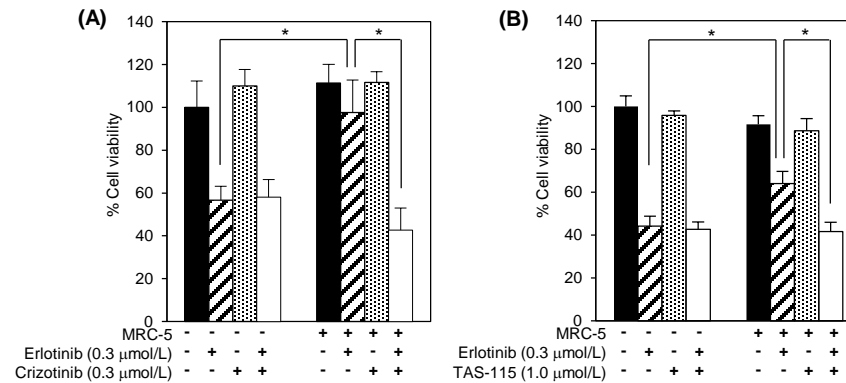 (A)
140
120
100
80
60
40
20
0
% Cell viability
* *
MRC-5 - - - - + + + +
Erlotinib (0.3 μmol/L) - + - + - + - +
Crizotinib (0.3 μmol/L) - - + + - - + +
(B)
140
120
100
80
60
40
20
0
% Cell viability
* *
MRC-5 - - - - + + + +
Erlotinib (0.3 μmol/L) - + - + - + - +
TAS-115 (1.0 μmol/L) - - + + - - + +